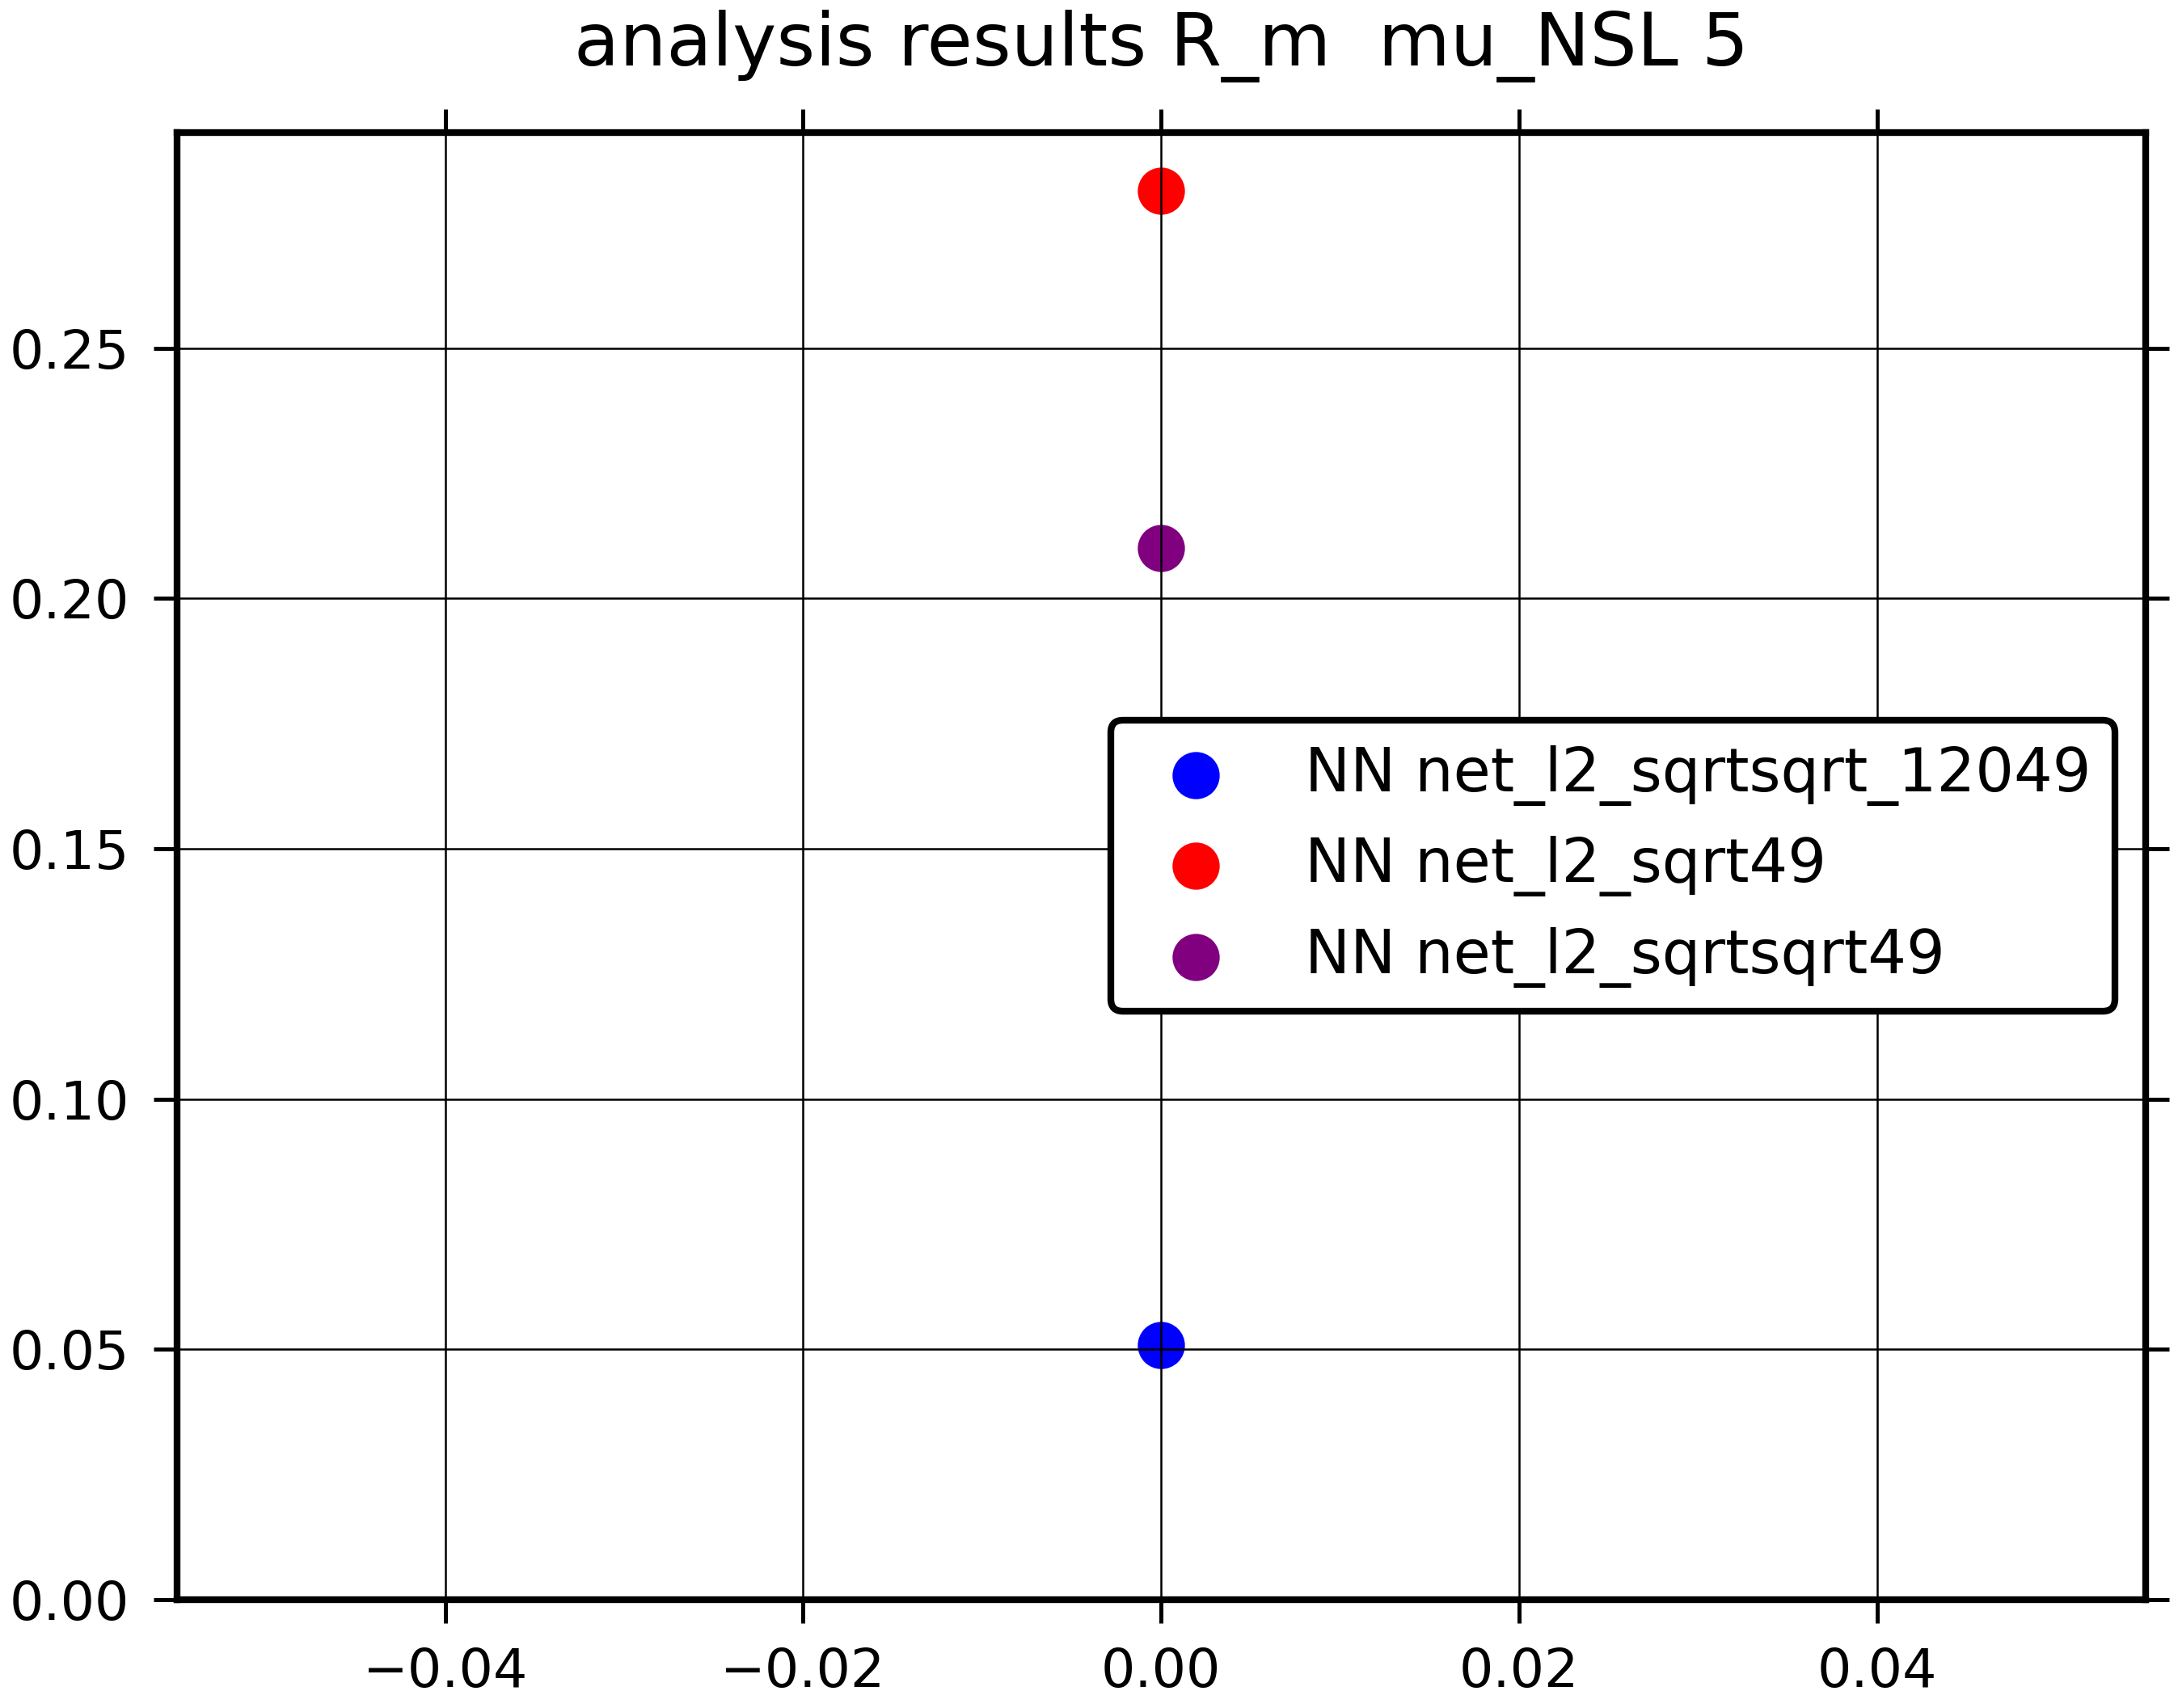 analysis results R_m  mu_NSL 5
0.25
0.20
0.15
0.10
0.05
0.00
NN net_l2_sqrtsqrt_12049
NN net_l2_sqrt49
NN net_l2_sqrtsqrt49
−0.04 −0.02 0.00 0.02 0.04